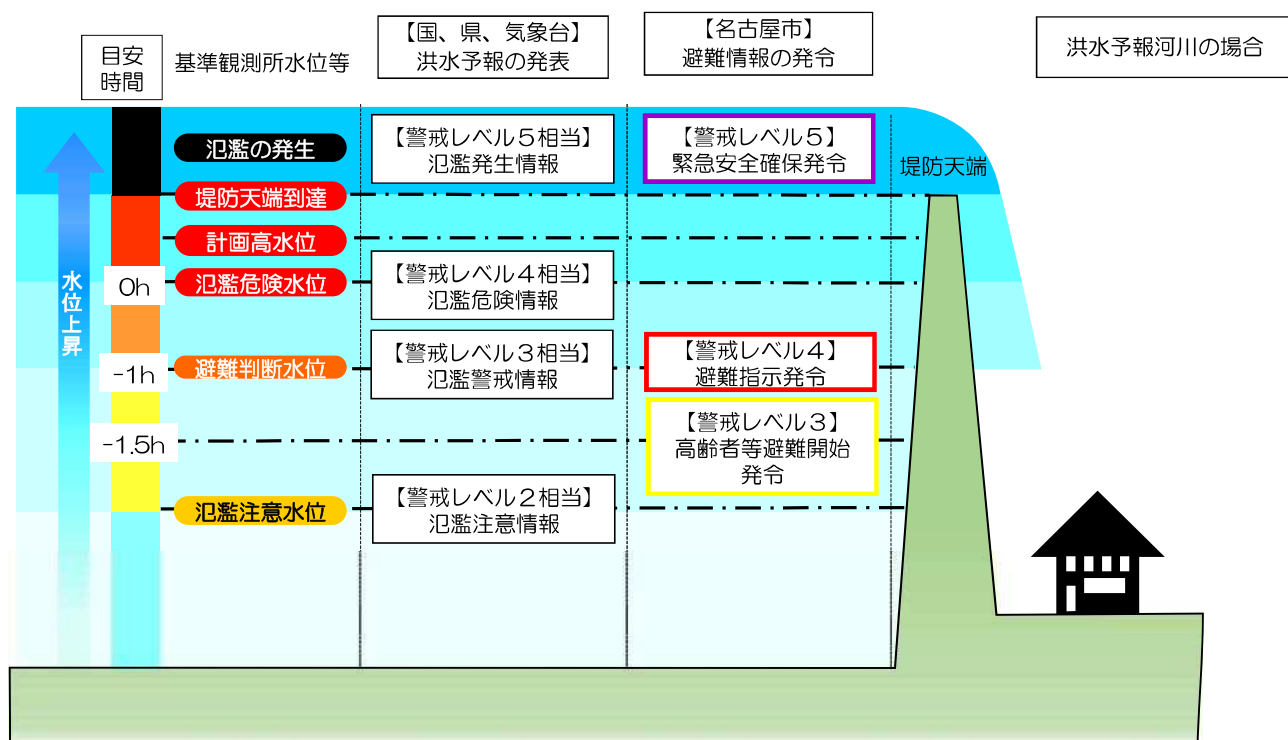 目安
時間
基準観測所水位等
【国、県、気象台】
洪水予報の発表
【名古屋市】
避難情報の発令
洪水予報河川の場合
氾濫の発生
【警戒レベル５相当】
氾濫発生情報
【警戒レベル５】
緊急安全確保発令
堤防天端
堤防天端到達
計画高水位
水位上昇
0h
氾濫危険水位
【警戒レベル４相当】
氾濫危険情報
-1h
避難判断水位
【警戒レベル３相当】
氾濫警戒情報
【警戒レベル４】
避難指示発令
-1.5h
【警戒レベル３】
高齢者等避難開始
発令
氾濫注意水位
【警戒レベル２相当】
氾濫注意情報